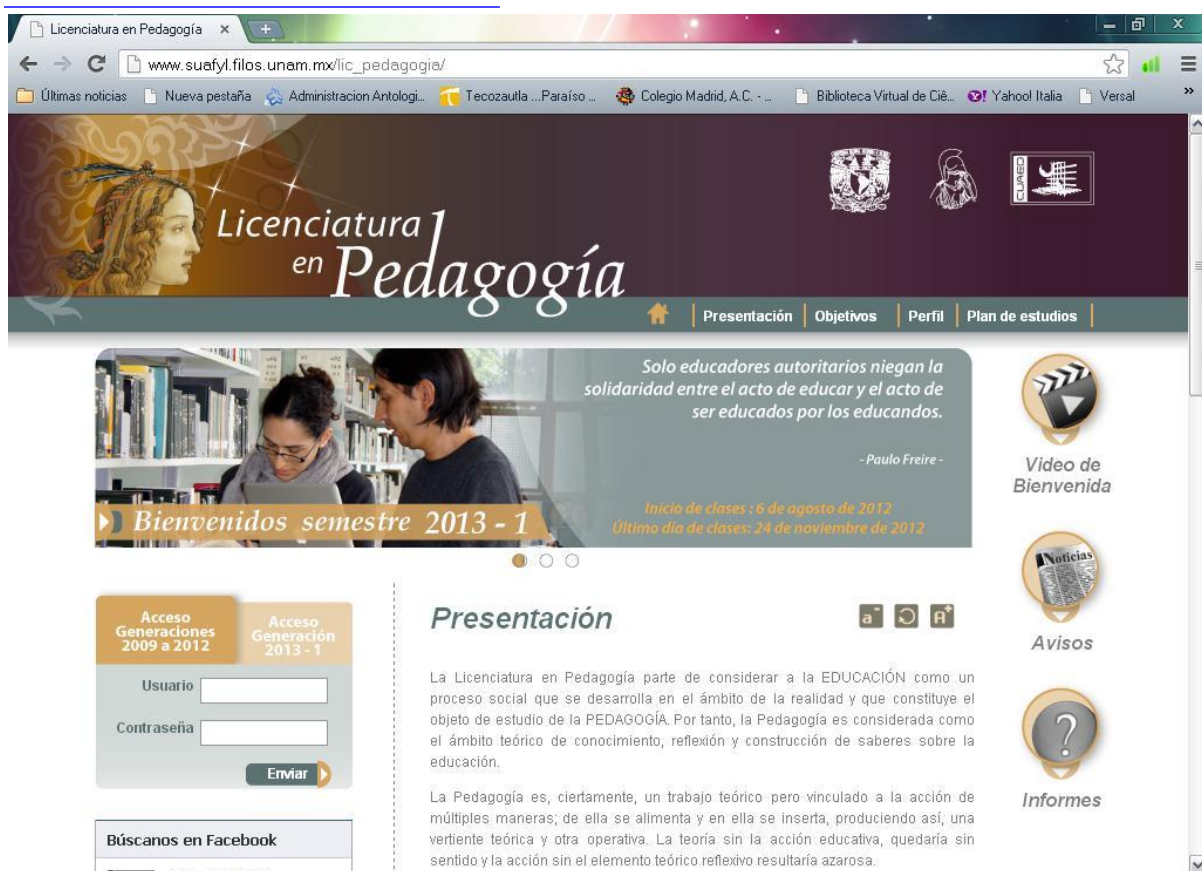 Licenciatura en Pedagogía
www.suafyl.filos.unam.mx/lic_pedagogia/
Últimas noticias
Nueva pestaña
Administracion Antologi...
Tecozautla ...Paraíso ...
Colegio Madrid, A.C. - ...
Biblioteca Virtual de Ciê...
Yahoo! Italia
Versal
»
Licenciatura
en Pedagogía
CUAED
Presentación
Objetivos
Perfil
Plan de estudios
Solo educadores autoritarios niegan la
solidaridad entre el acto de educar y el acto de
ser educados por los educandos.
- Paulo Freire -
Bienvenidos semestre 2013 - 1
Inicio de clases : 6 de agosto de 2012
Último día de clases: 24 de noviembre de 2012
Video de
Bienvenida
Noticias
Avisos
?
Informes
Acceso
Generaciones
2009 a 2012
Acceso
Generación
2013 - 1
Usuario
Contraseña
Enviar
Búscanos en Facebook
Presentación
a-
A+
La Licenciatura en Pedagogía parte de considerar a la EDUCACIÓN como un
proceso social que se desarrolla en el ámbito de la realidad y que constituye el
objeto de estudio de la PEDAGOGÍA. Por tanto, la Pedagogía es considerada como
el ámbito teórico de conocimiento, reflexión y construcción de saberes sobre la
educación.
La Pedagogía es, ciertamente, un trabajo teórico pero vinculado a la acción de
múltiples maneras; de ella se alimenta y en ella se inserta, produciendo así, una
vertiente teórica y otra operativa. La teoría sin la acción educativa, quedaría sin
sentido y la acción sin el elemento teórico reflexivo resultaría azarosa.